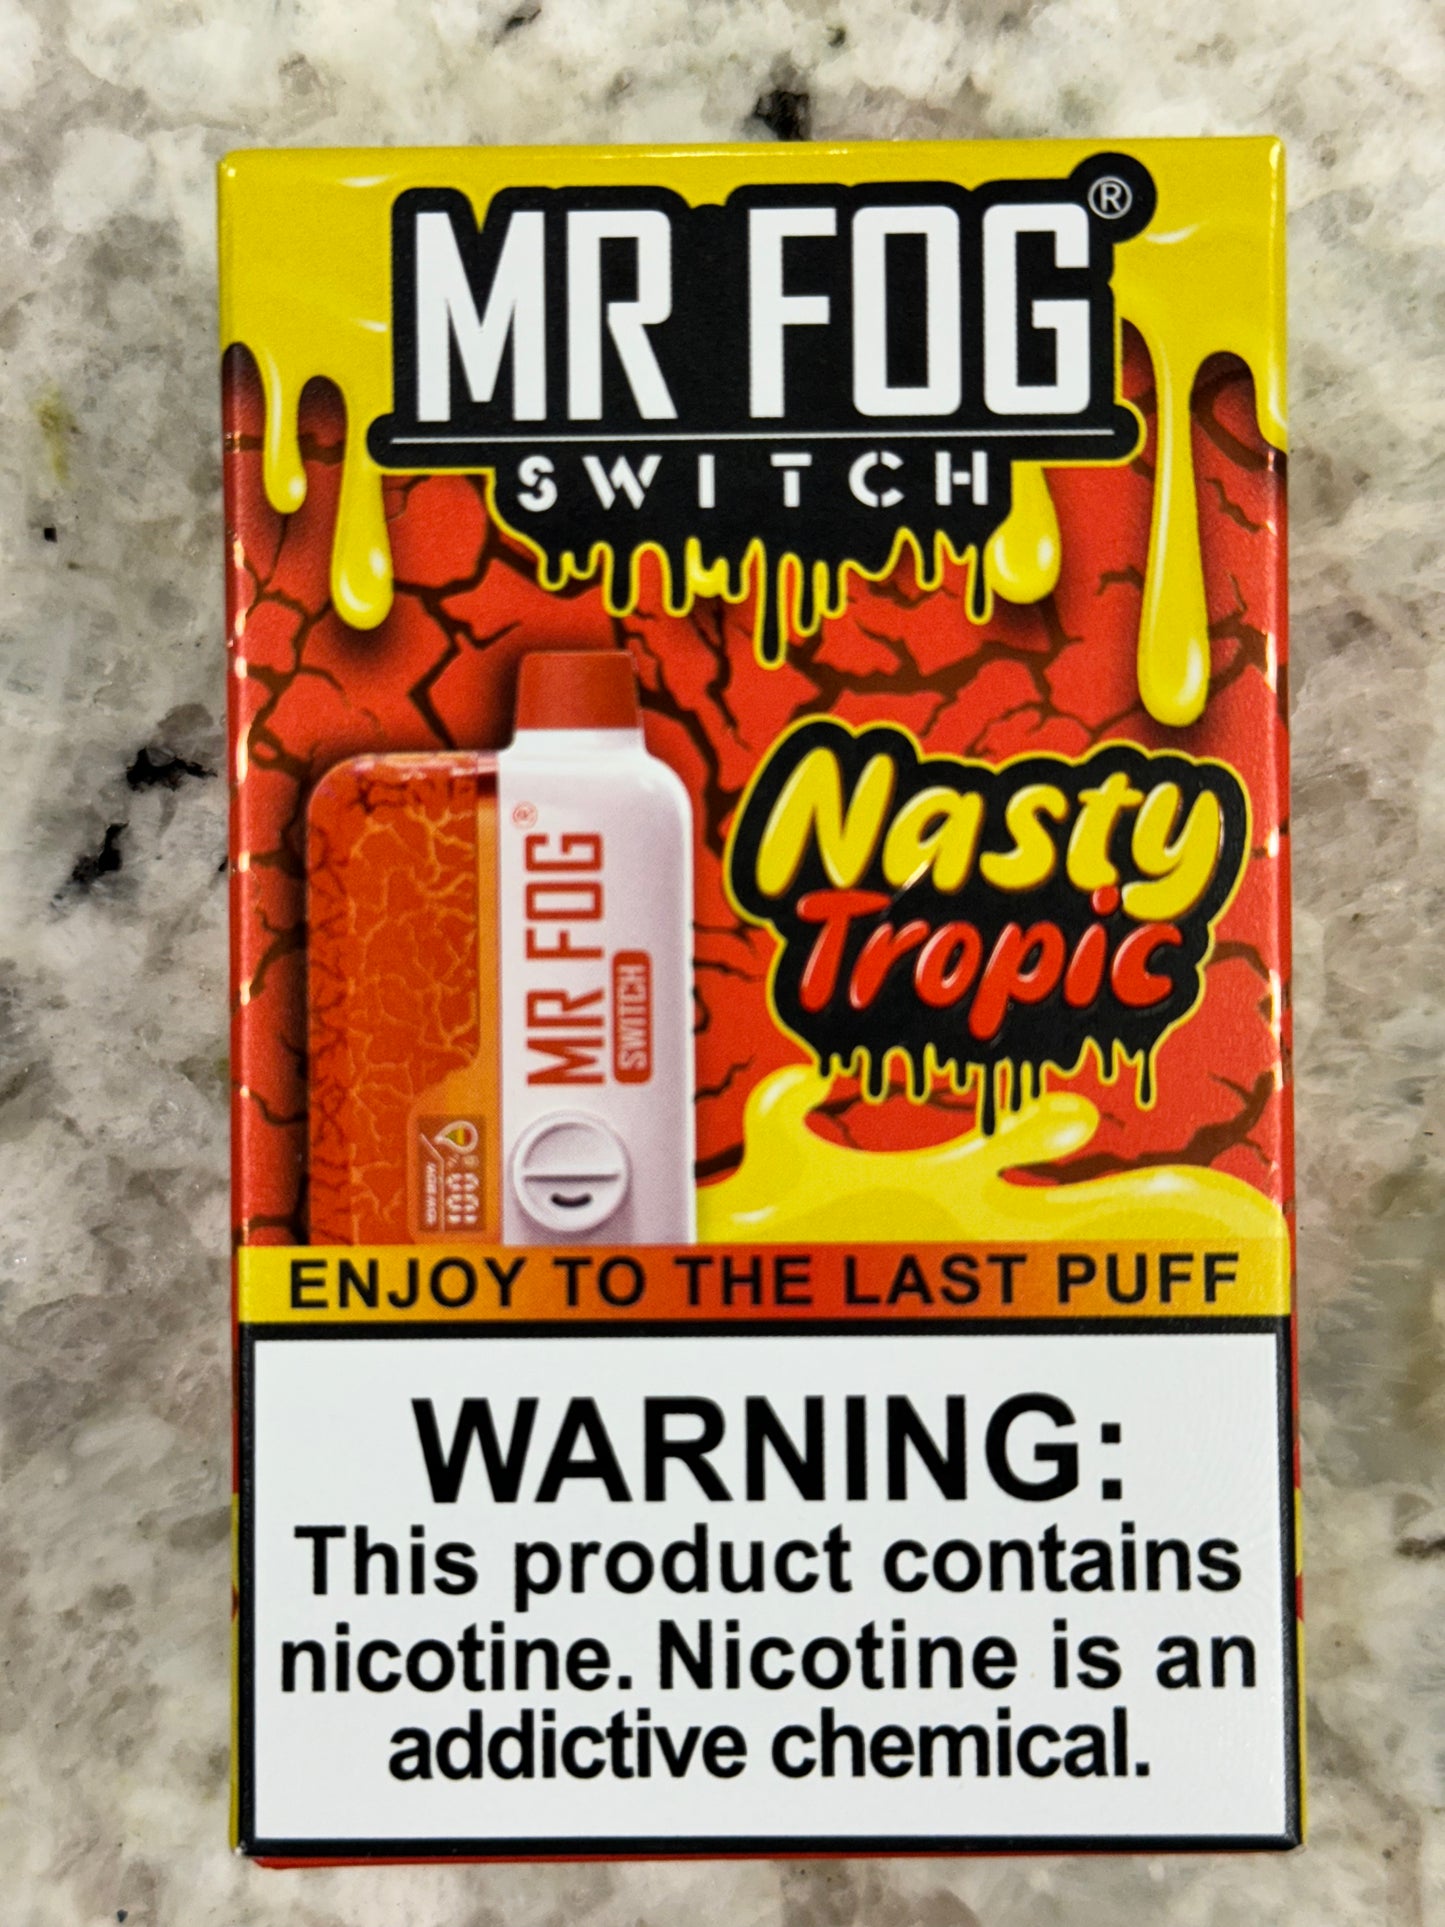 MR FOG®
SWITCH
Nasty
Tropic
MR FOG®
SWITCH
100%
ENJOY TO THE LAST PUFF
WARNING:
This product contains
nicotine. Nicotine is an
addictive chemical.